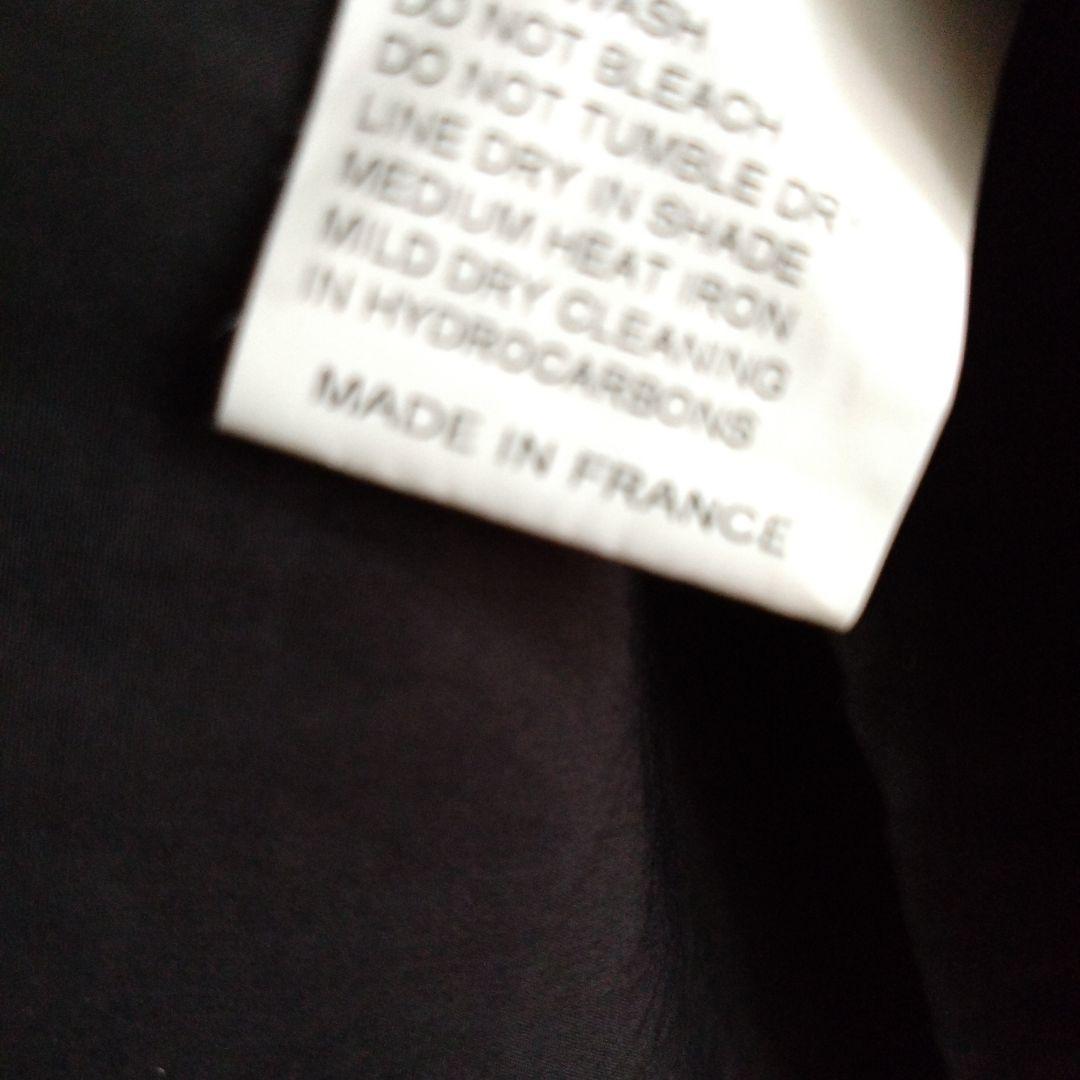 WASH
DO NOT BLEACH
DO NOT TUMBLE DR
LINE DRY IN SHADE
MEDIUM HEAT IRON
MILD DRY CLEANING
IN HYDROCARBONS
MADE IN FRANCE